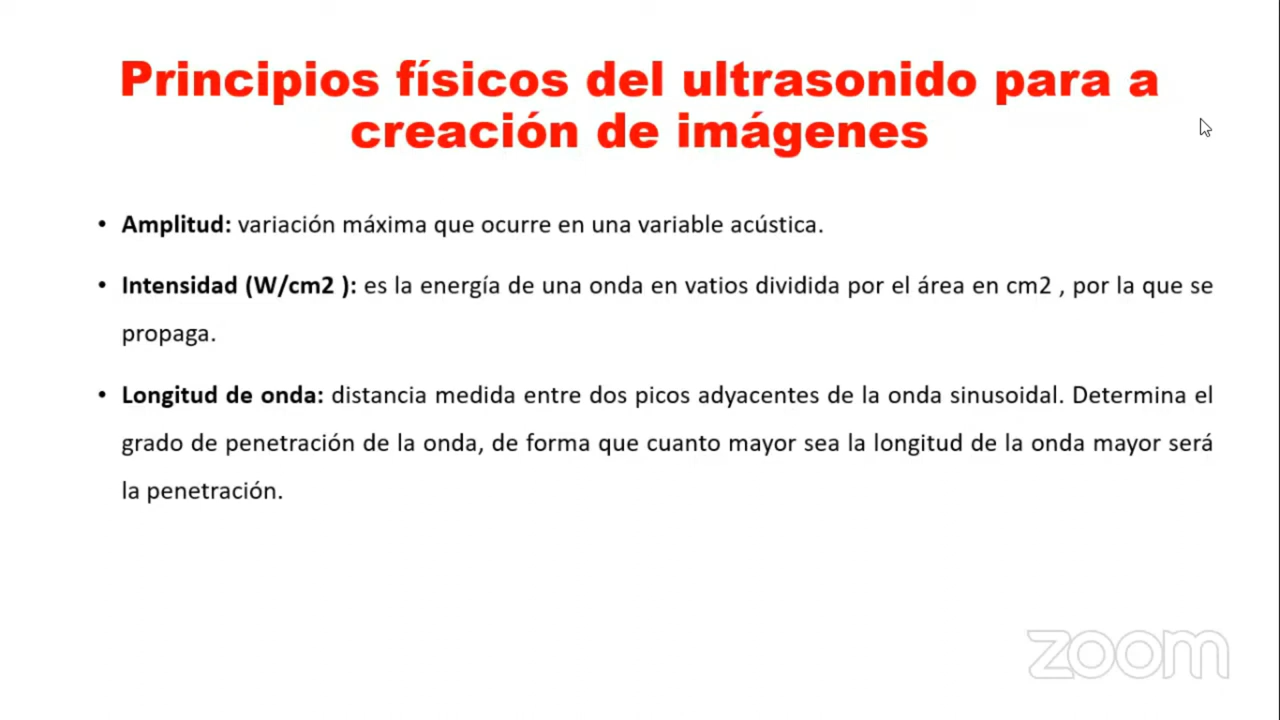 Principios físicos del ultrasonido para a
creación de imágenes
• Amplitud: variación máxima que ocurre en una variable acústica.
• Intensidad (W/cm2 ): es la energía de una onda en vatios dividida por el área en cm2 , por la que se
propaga.
• Longitud de onda: distancia medida entre dos picos adyacentes de la onda sinusoidal. Determina el
grado de penetración de la onda, de forma que cuanto mayor sea la longitud de la onda mayor será
la penetración.
zoom